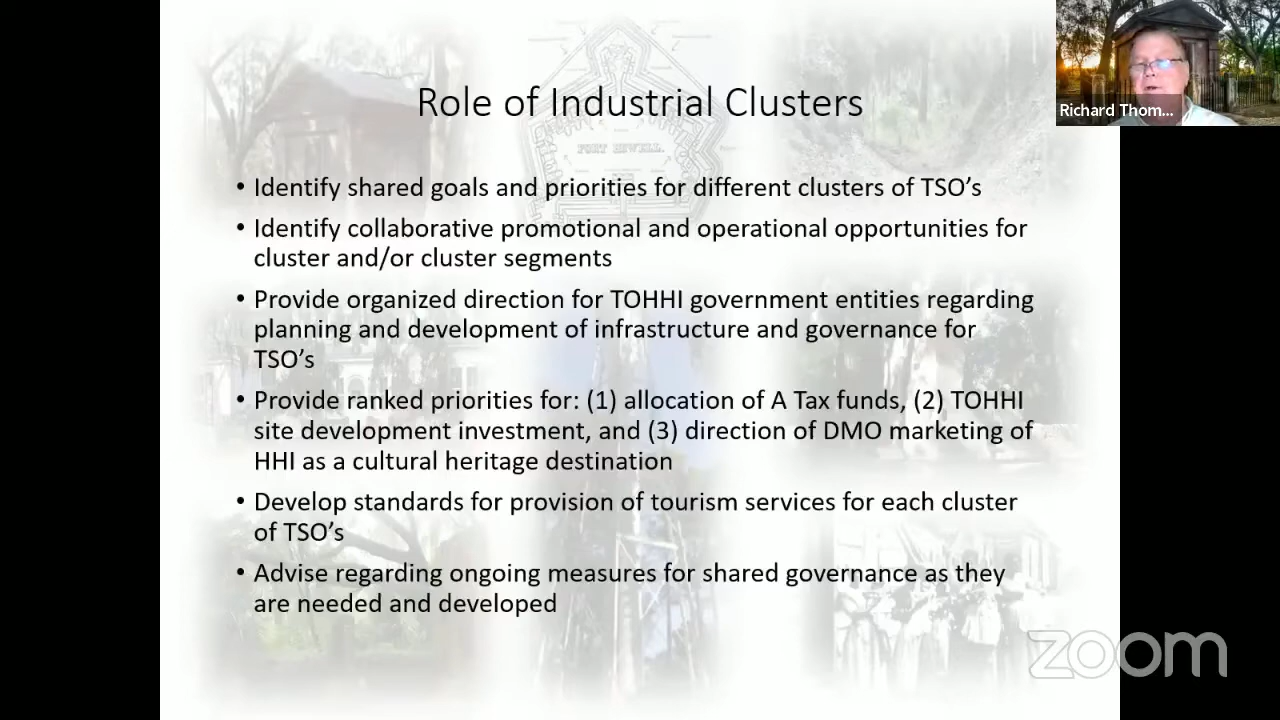 Role of Industrial Clusters
Richard Thom...
FORT HOWELL.
• Identify shared goals and priorities for different clusters of TSO’s
• Identify collaborative promotional and operational opportunities for
cluster and/or cluster segments
• Provide organized direction for TOHHI government entities regarding
planning and development of infrastructure and governance for
TSO’s
• Provide ranked priorities for: (1) allocation of A Tax funds, (2) TOHHI
site development investment, and (3) direction of DMO marketing of
HHI as a cultural heritage destination
• Develop standards for provision of tourism services for each cluster
of TSO’s
• Advise regarding ongoing measures for shared governance as they
are needed and developed
zoom